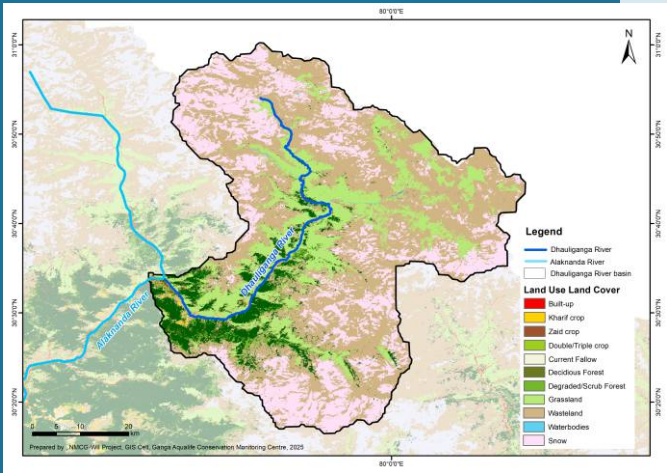 80°0'0"E
31°0'0"N
30°50'0"N
30°40'0"N
30°30'0"N
30°20'0"N
N
Dhauliganga River
Alaknanda River
Legend
Dhauliganga River
Alaknanda River
Dhauliganga River basin
Land Use Land Cover
Built-up
Kharif crop
Zaid crop
Double/Triple crop
Current Fallow
Decidious Forest
Degraded/Scrub Forest
Grassland
Wasteland
Waterbodies
Snow
0 5 10 20
km
Prepared by :NMCG-WII Project, GIS Cell, Ganga Aqualife Conservation Monitoring Centre, 2025
80°0'0"E